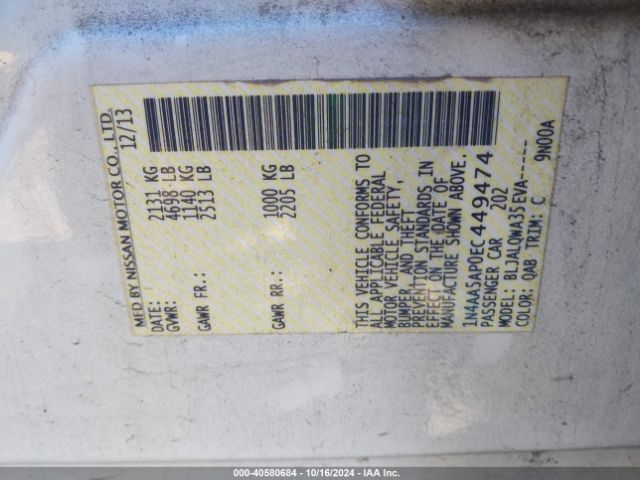 MED BY NISSAN MOTOR CO., LTD.
DATE: 12/13
GVWR: 2131 KG
4698 LB
GAWR FR.: 1140 KG
2513 LB
GAWR RR.: 1000 KG
2205 LB
THIS VEHICLE CONFORMS TO
ALL APPLICABLE FEDERAL
MOTOR VEHICLE SAFETY,
BUMPER, AND THEFT
PREVENTION STANDARDS IN
EFFECT ON THE DATE OF
MANUFACTURE SHOWN ABOVE.
1N4AA5AP0EC449474
PASSENGER CAR 202
MODEL: BLJALQWA35EVA-----
COLOR: QAB TRIM: C 9N00A
000-40580684 - 10/16/2024 - IAA Inc.